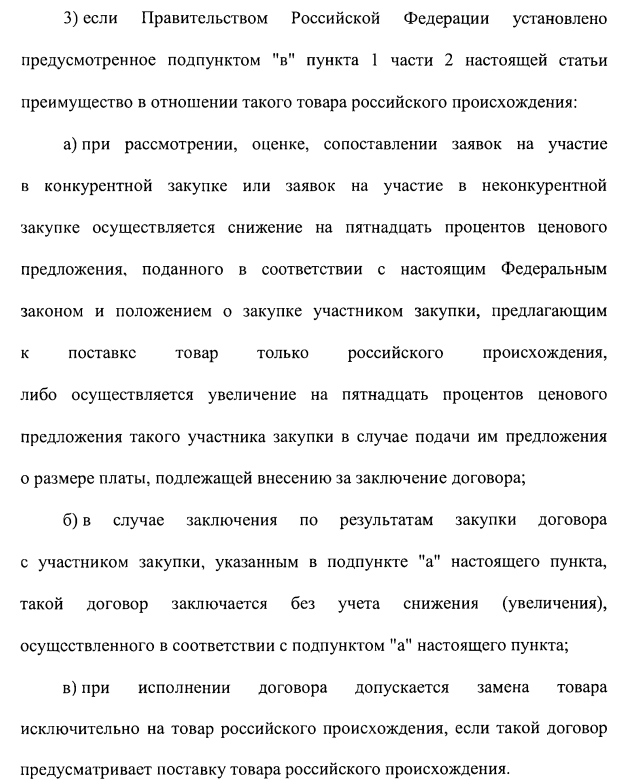 3) если Правительством Российской Федерации установлено
предусмотренное подпунктом "в" пункта 1 части 2 настоящей статьи
преимущество в отношении такого товара российского происхождения:
а) при рассмотрении, оценке, сопоставлении заявок на участие
в конкурентной закупке или заявок на участие в неконкурентной
закупке осуществляется снижение на пятнадцать процентов ценового
предложения, поданного в соответствии с настоящим Федеральным
законом и положением о закупке участником закупки, предлагающим
к поставке товар только российского происхождения,
либо осуществляется увеличение на пятнадцать процентов ценового
предложения такого участника закупки в случае подачи им предложения
о размере платы, подлежащей внесению за заключение договора;
б) в случае заключения по результатам закупки договора
с участником закупки, указанным в подпункте "а" настоящего пункта,
такой договор заключается без учета снижения (увеличения),
осуществленного в соответствии с подпунктом "а" настоящего пункта;
в) при исполнении договора допускается замена товара
исключительно на товар российского происхождения, если такой договор
предусматривает поставку товара российского происхождения.